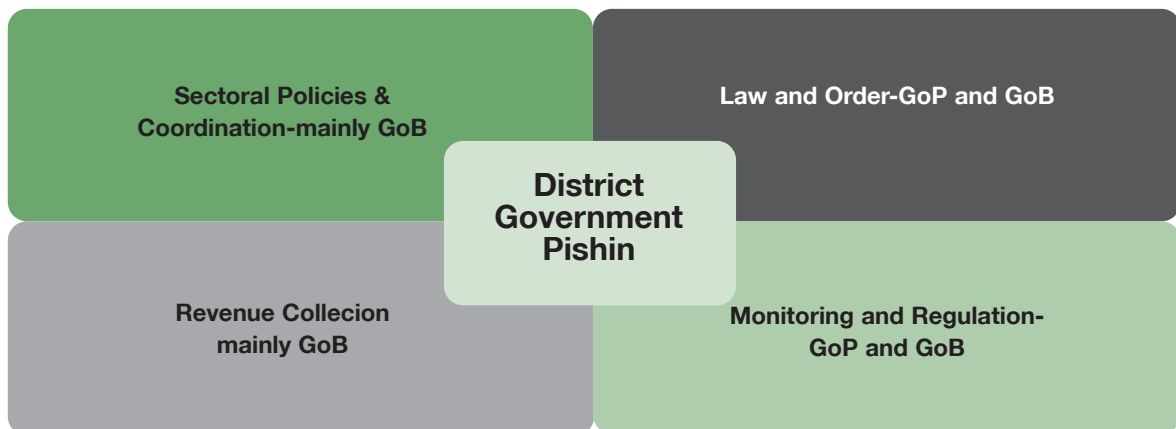 Sectoral Policies &
Coordination-mainly GoB
Law and Order-GoP and GoB
District
Government
Pishin
Revenue Collecion
mainly GoB
Monitoring and Regulation-
GoP and GoB